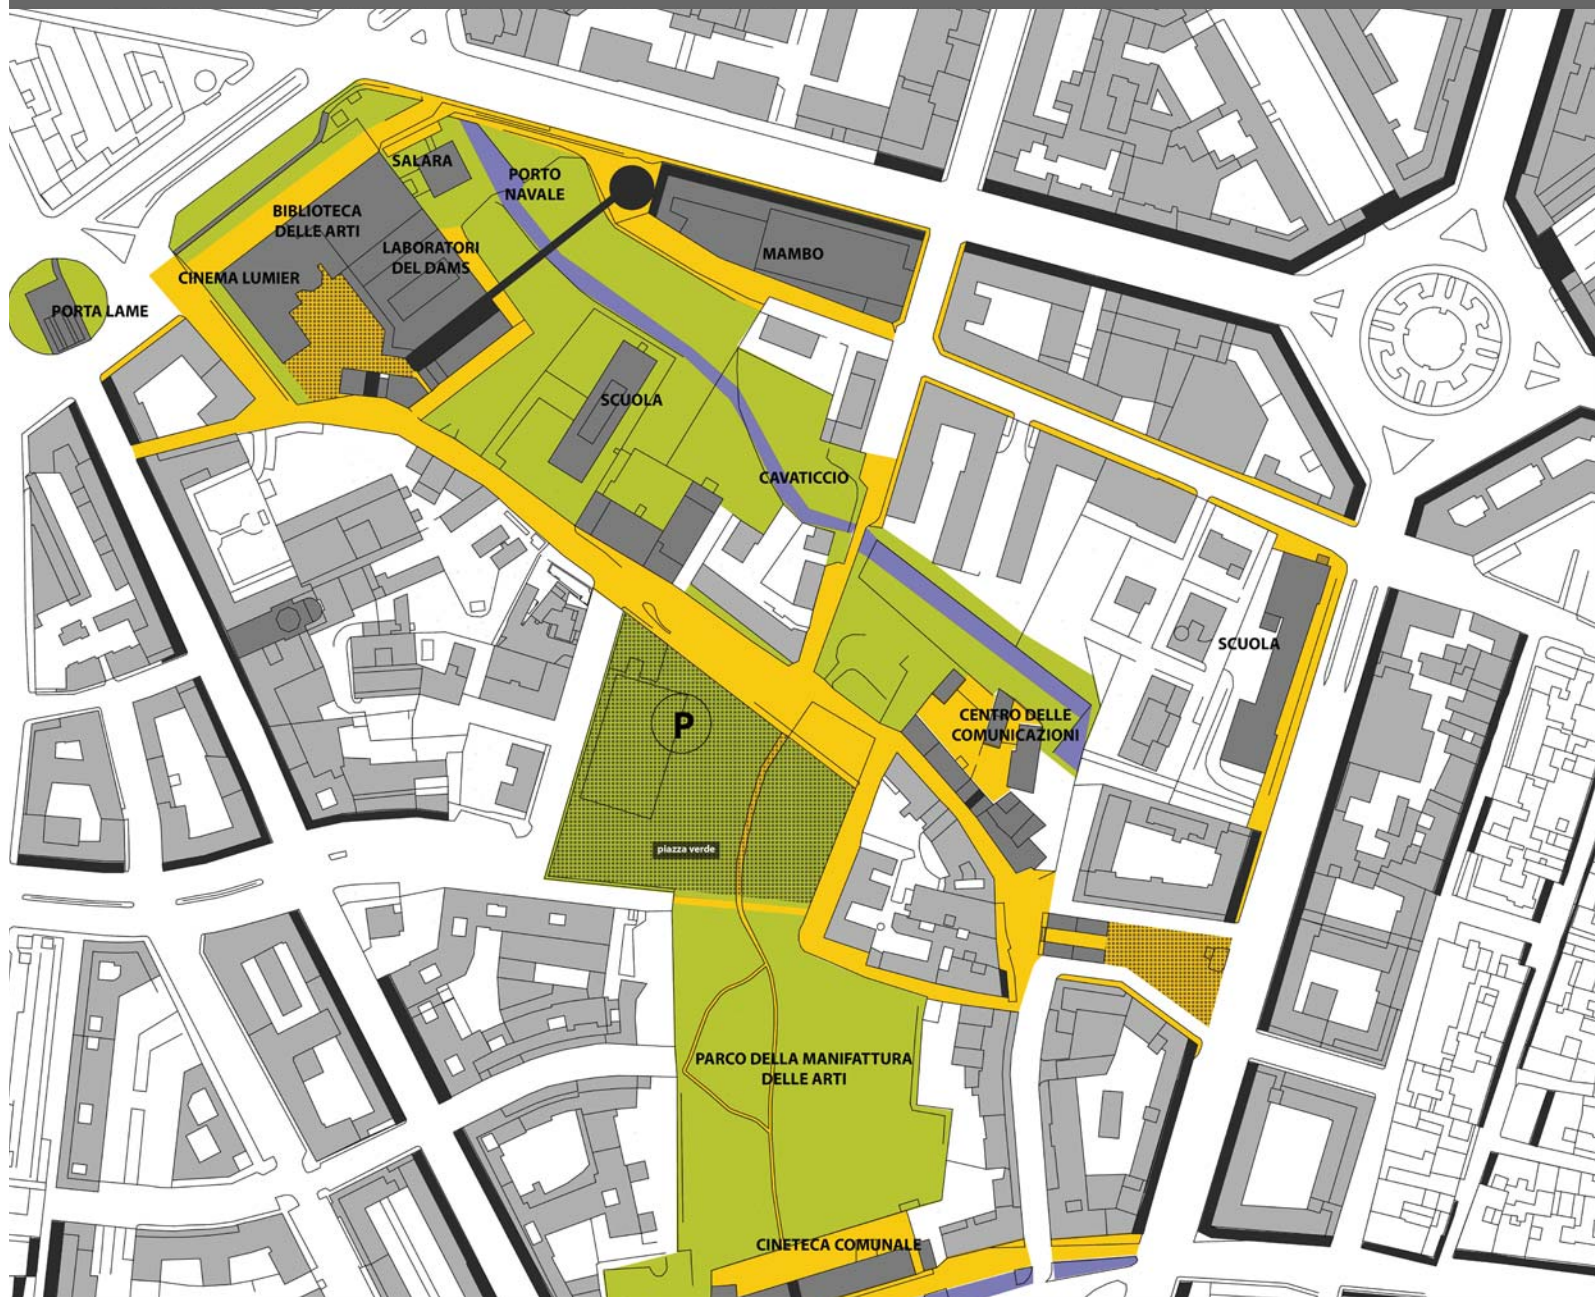 SALARA
PORTO
NAVALE
BIBLIOTECA
DELLE ARTI
LABORATORI
DEL DAMS
MAMBO
CINEMA LUMIER
PORTA LAME
SCUOLA
CAVATICCIO
SCUOLA
CENTRO DELLE
COMUNICAZIONI
P
piazza verde
PARCO DELLA MANIFATTURA
DELLE ARTI
CINETECA COMUNALE